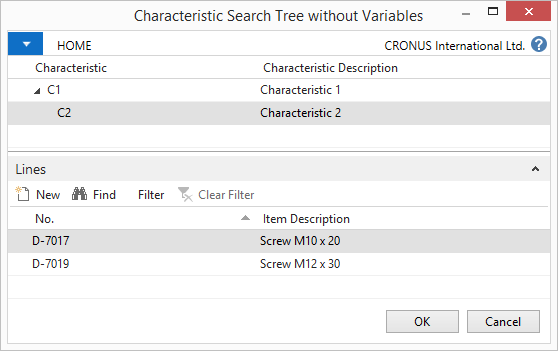 Characteristic Search Tree without Variables
HOME CRONUS International Ltd. ?
Characteristic Characteristic Description
C1 Characteristic 1
C2 Characteristic 2
Lines
New Find Filter Clear Filter
No. Item Description
D-7017 Screw M10 x 20
D-7019 Screw M12 x 30
OK Cancel